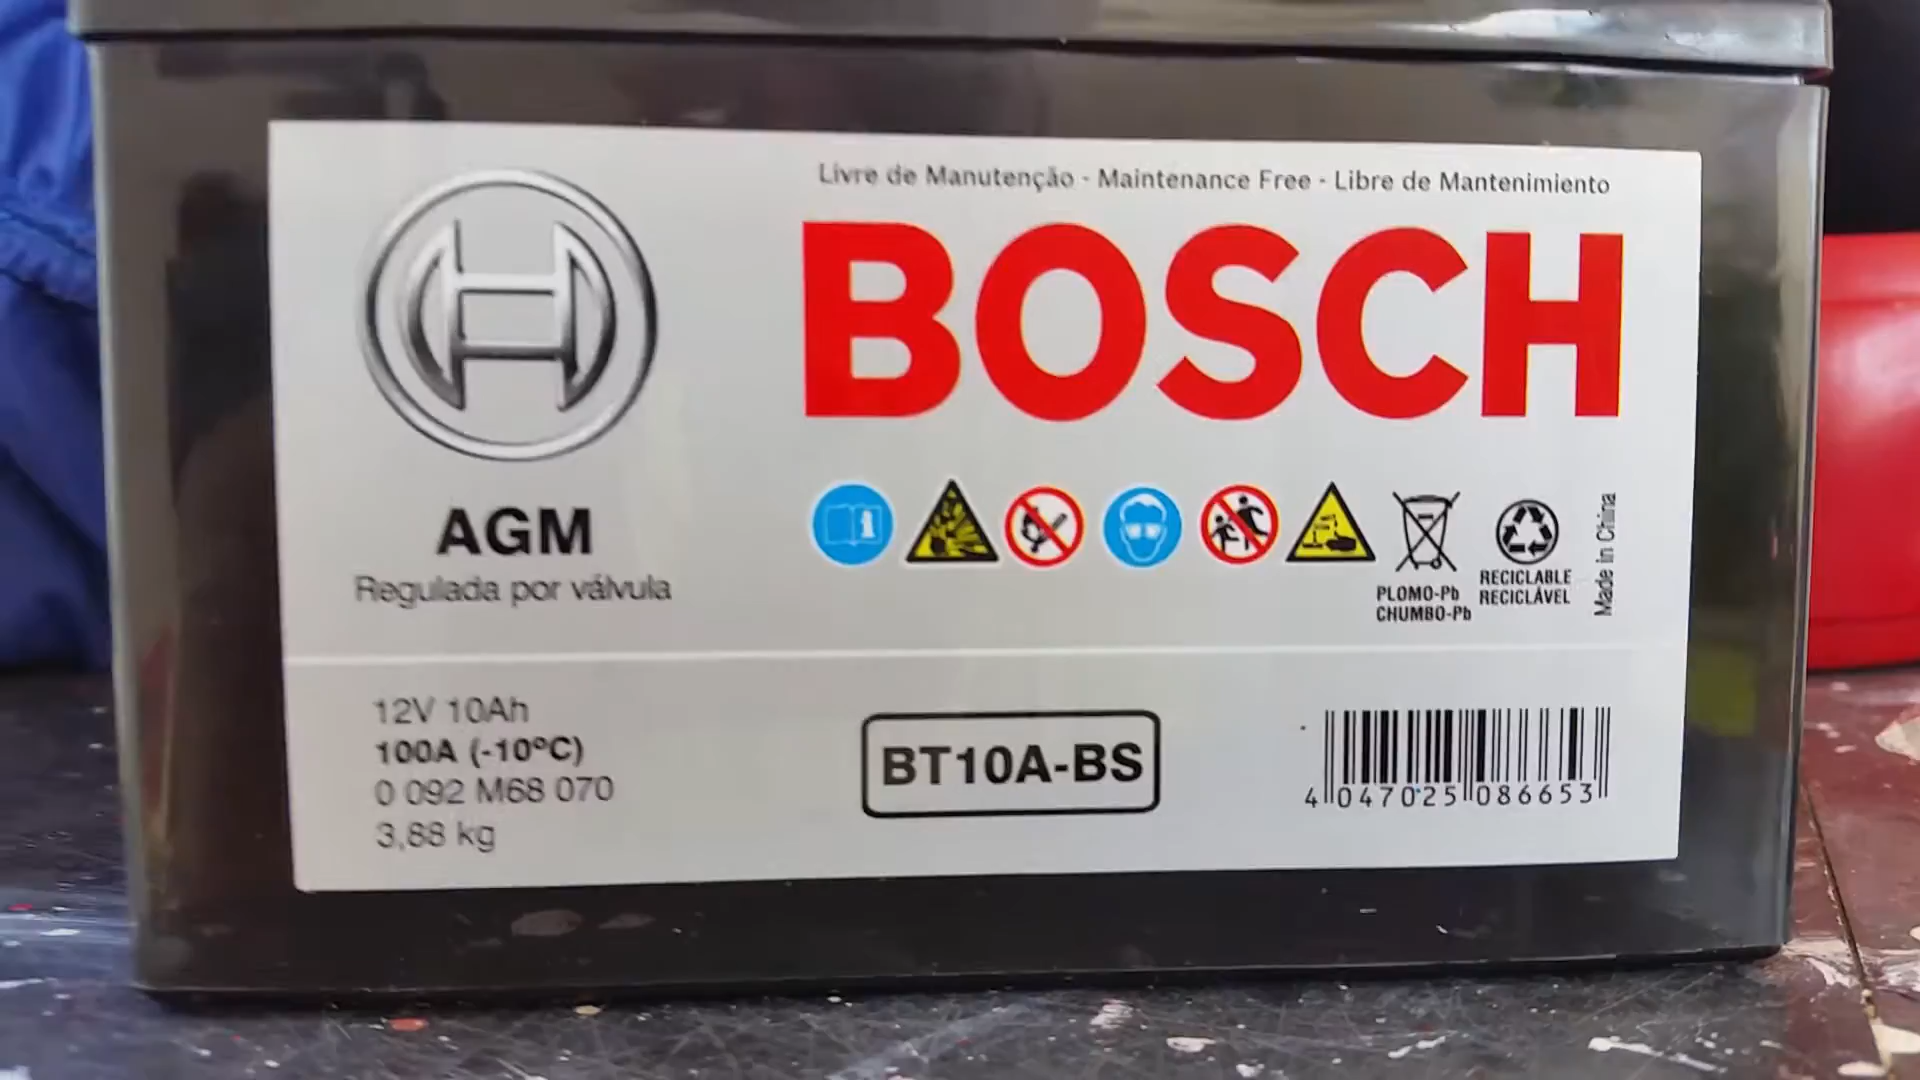 Livre de Manutenção - Maintenance Free - Libre de Mantenimiento
BOSCH
AGM
Regulada por válvula
PLOMO-Pb
CHUMBO-Pb
RECICLABLE
RECICLÁVEL
Made in China
12V 10Ah
100A (-10ºC)
0 092 M68 070
3,88 kg
BT10A-BS
4 047025 086653